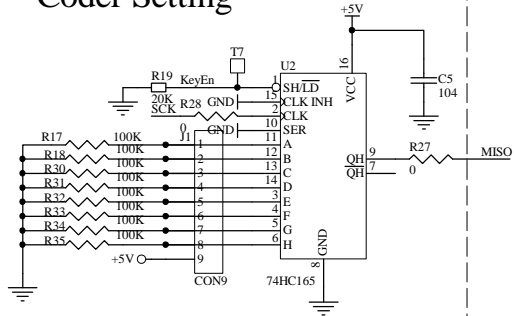 Coder Setting
+5V
T7
U2
R19
KeyEn
1
SH/LD
16
VCC
C5
104
20K
GND
15
CLK INH
SCK
R28
2
CLK
0
GND
10
SER
R17
100K
J1
1
11
A
R18
100K
2
12
B
QH
9
R27
MISO
R30
100K
3
13
C
QH
7
0
R31
100K
4
14
D
R32
100K
5
3
E
R33
100K
6
4
F
R34
100K
7
5
G
R35
100K
8
6
H
GND
8
+5V
9
CON9
74HC165